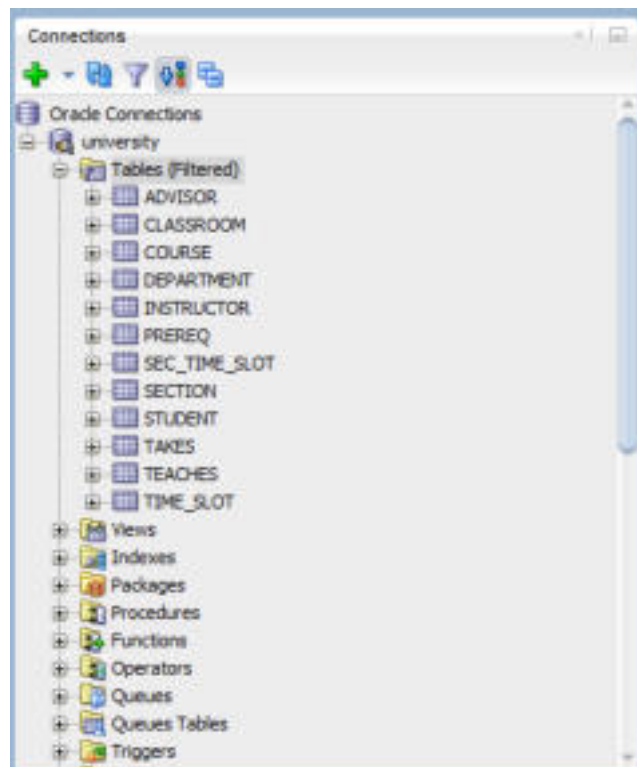 Connections
Oracle Connections
university
Tables (Filtered)
ADVISOR
CLASSROOM
COURSE
DEPARTMENT
INSTRUCTOR
PREREQ
SEC_TIME_SLOT
SECTION
STUDENT
TAKES
TEACHES
TIME_SLOT
Views
Indexes
Packages
Procedures
Functions
Operators
Queues
Queues Tables
Triggers